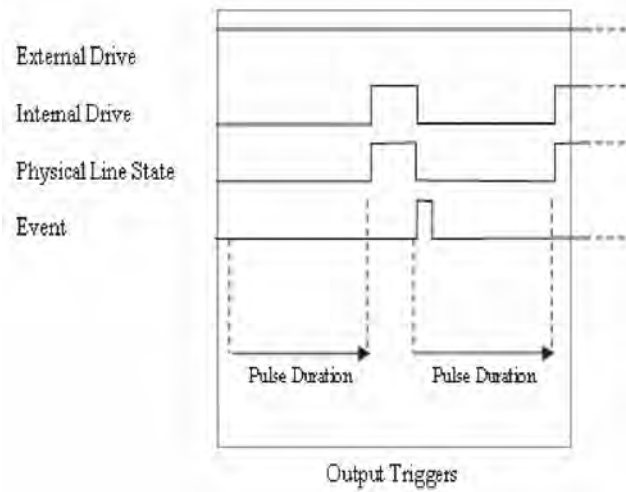 External Drive
Internal Drive
Physical Line State
Event
Pulse Duration Pulse Duration
Output Triggers